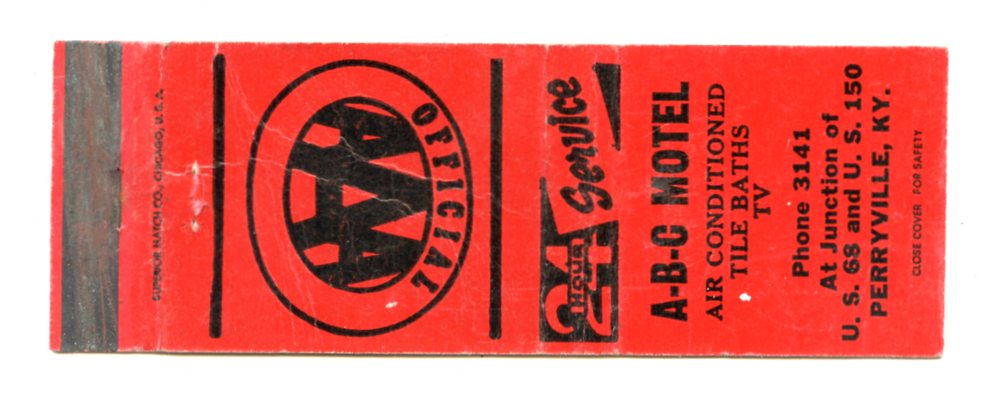 SUPERIOR MATCH CO., CHICAGO, U.S.A.
OFFICIAL
AAA
24 HOUR Service
A-B-C MOTEL
AIR CONDITIONED
TILE BATHS
TV
Phone 3141
At Junction of
U. S. 68 and U. S. 150
PERRYVILLE, KY.
CLOSE COVER FOR SAFETY